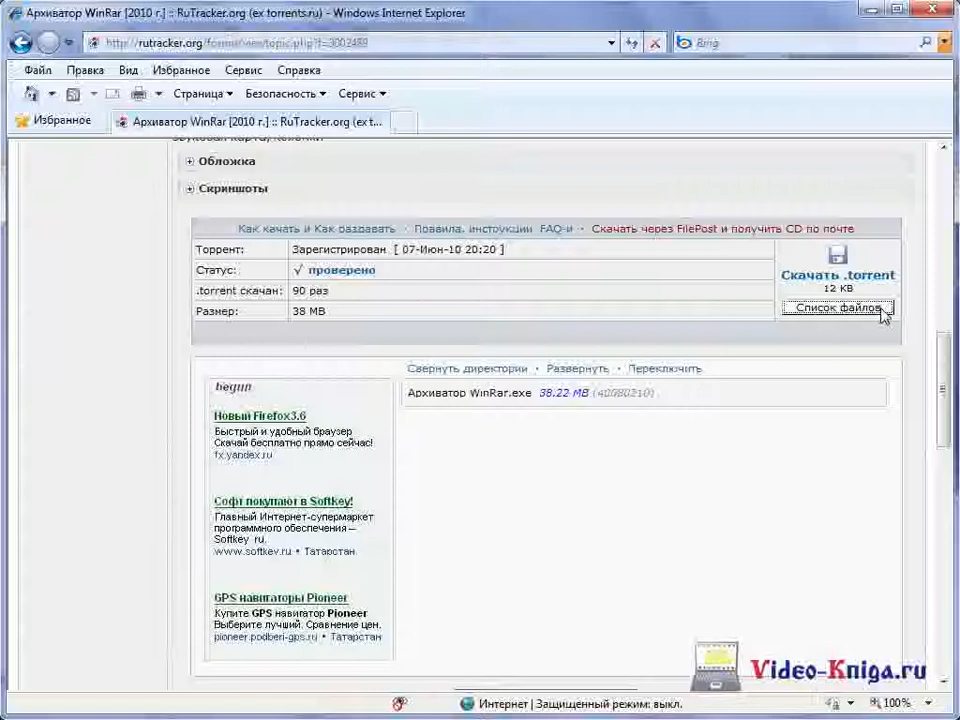 Архиватор WinRar [2010 г.] :: RuTracker.org (ex torrents.ru) - Windows Internet Explorer
http://rutracker.org/forum/viewtopic.php?t=3002489
Bing
Файл Правка Вид Избранное Сервис Справка
Страница Безопасность Сервис
Избранное
Архиватор WinRar [2010 г.] :: RuTracker.org (ex t...
Обложка
Скриншоты
Как качать и Как раздавать · Правила, инструкции, FAQ-и · Скачать через FilePost и получить CD по почте
Торрент: Зарегистрирован [ 07-Июн-10 20:20 ]
Статус: √ проверено
.torrent скачан: 90 раз
Размер: 38 MB
Скачать .torrent
12 KB
Список файлов
Свернуть директории · Развернуть · Переключить
Архиватор WinRar.exe 38.22 MB (40080210)
begun
Новый Firefox3.6
Быстрый и удобный браузер
Скачай бесплатно прямо сейчас!
fx.yandex.ru
Софт покупают в Softkey!
Главный Интернет-супермаркет
программного обеспечения –
Softkey.ru.
www.softkey.ru • Татарстан
GPS навигаторы Pioneer
Купите GPS навигатор Pioneer
Выберите лучший. Сравнение цен.
pioneer.podberi-gps.ru • Татарстан
Video-Kniga.ru
Интернет | Защищенный режим: выкл.
100%